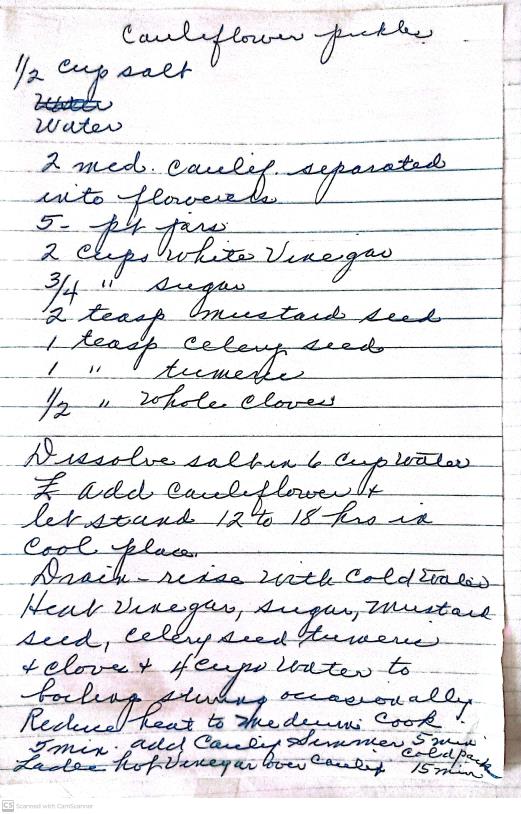 Cauliflower pickles
1/2 cup salt
Water
Water
2 med. caulif. separated
into flowerets
5- pt jars
2 cups white Vinegar
3/4 " sugar
2 teasp mustard seed
1 teasp celery seed
1 " tumeric
1/2 " whole cloves
Dissolve salt in 6 cup water
& add cauliflower &
let stand 12 to 18 hrs in
cool place.
Drain - rinse with cold water
Heat Vinegar, sugar, mustard
seed, celery seed tumeric
& cloves & 4 cups water to
boiling stirring occasionally
Reduce heat to medium cook
5 min. add Caulif Simmer 5 min
Ladle hot Vinegar over caulif. cold pack
15 min
CS Scanned with CamScanner